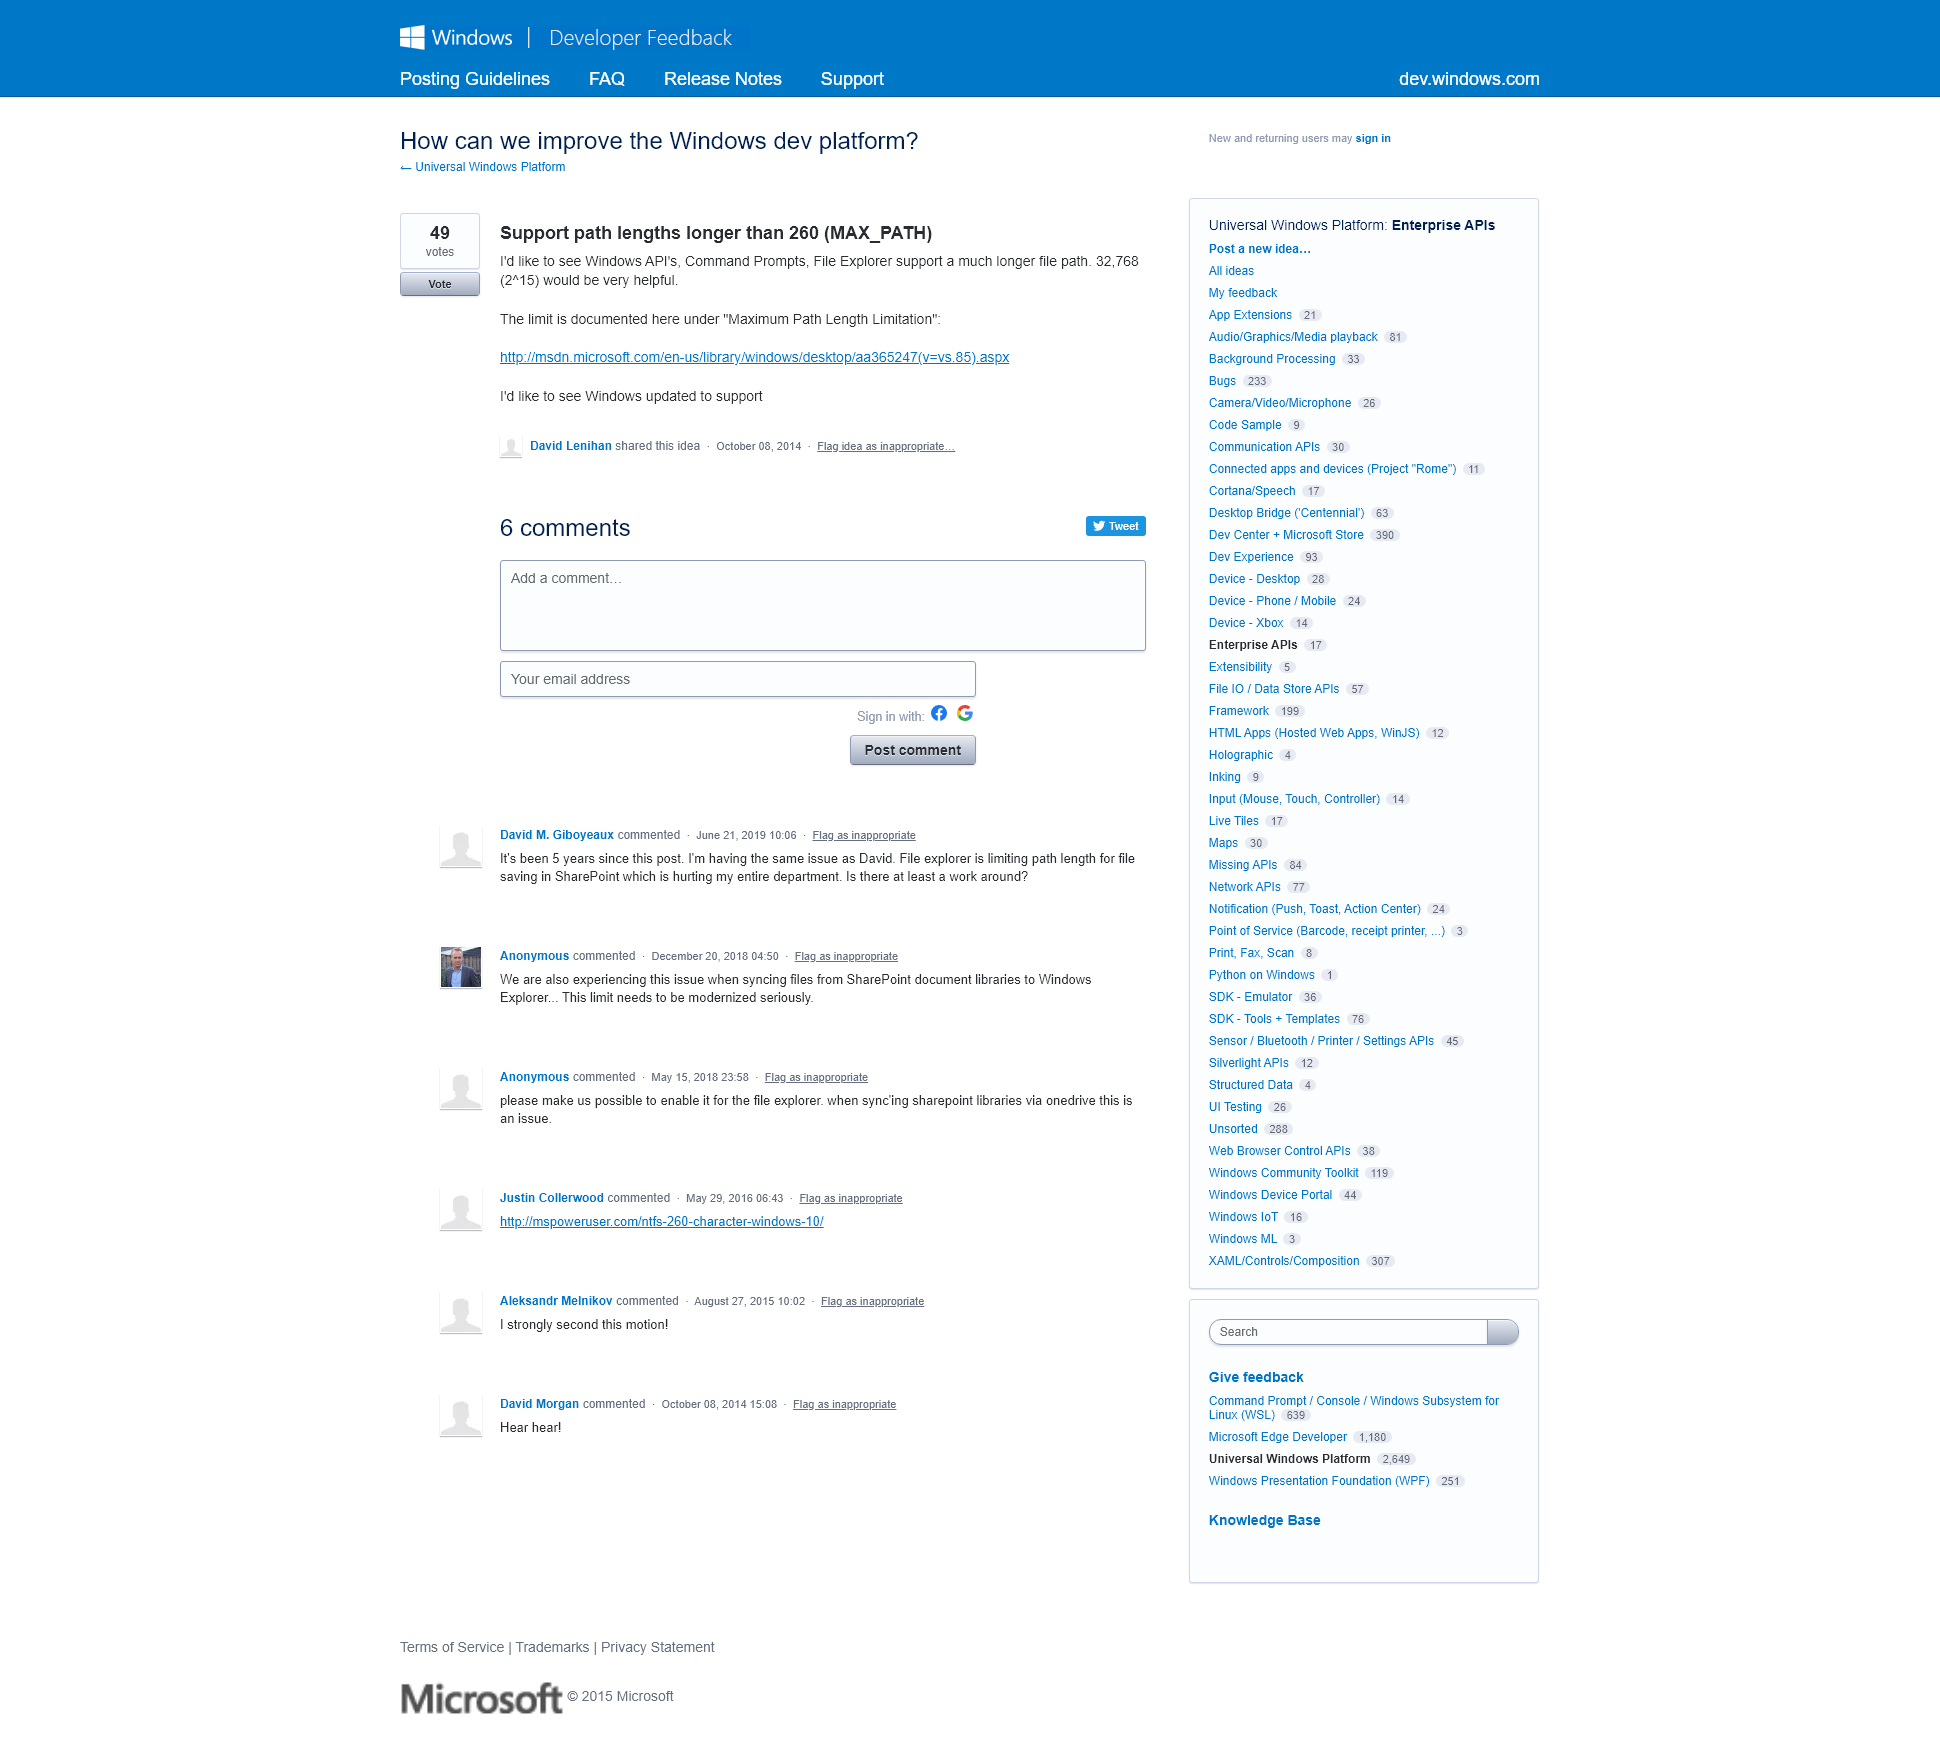 Windows | Developer Feedback
Posting Guidelines FAQ Release Notes Support dev.windows.com
How can we improve the Windows dev platform?
← Universal Windows Platform
New and returning users may sign in
49
votes
Vote
Support path lengths longer than 260 (MAX_PATH)
I'd like to see Windows API's, Command Prompts, File Explorer support a much longer file path. 32,768
(2^15) would be very helpful.
The limit is documented here under "Maximum Path Length Limitation":
http://msdn.microsoft.com/en-us/library/windows/desktop/aa365247(v=vs.85).aspx
I'd like to see Windows updated to support
David Lenihan shared this idea · October 08, 2014 · Flag idea as inappropriate…
6 comments
Tweet
Add a comment…
Your email address
Sign in with:
Post comment
David M. Giboyeaux commented · June 21, 2019 10:06 · Flag as inappropriate
It's been 5 years since this post. I'm having the same issue as David. File explorer is limiting path length for file
saving in SharePoint which is hurting my entire department. Is there at least a work around?
Anonymous commented · December 20, 2018 04:50 · Flag as inappropriate
We are also experiencing this issue when syncing files from SharePoint document libraries to Windows
Explorer... This limit needs to be modernized seriously.
Anonymous commented · May 15, 2018 23:58 · Flag as inappropriate
please make us possible to enable it for the file explorer. when sync'ing sharepoint libraries via onedrive this is
an issue.
Justin Collerwood commented · May 29, 2016 06:43 · Flag as inappropriate
http://mspoweruser.com/ntfs-260-character-windows-10/
Aleksandr Melnikov commented · August 27, 2015 10:02 · Flag as inappropriate
I strongly second this motion!
David Morgan commented · October 08, 2014 15:08 · Flag as inappropriate
Hear hear!
Universal Windows Platform: Enterprise APIs
Post a new idea…
All ideas
My feedback
App Extensions 21
Audio/Graphics/Media playback 81
Background Processing 33
Bugs 233
Camera/Video/Microphone 26
Code Sample 9
Communication APIs 30
Connected apps and devices (Project "Rome") 11
Cortana/Speech 17
Desktop Bridge ('Centennial') 63
Dev Center + Microsoft Store 390
Dev Experience 93
Device - Desktop 28
Device - Phone / Mobile 24
Device - Xbox 14
Enterprise APIs 17
Extensibility 5
File IO / Data Store APIs 57
Framework 199
HTML Apps (Hosted Web Apps, WinJS) 12
Holographic 4
Inking 9
Input (Mouse, Touch, Controller) 14
Live Tiles 17
Maps 30
Missing APIs 84
Network APIs 77
Notification (Push, Toast, Action Center) 24
Point of Service (Barcode, receipt printer, ...) 3
Print, Fax, Scan 8
Python on Windows 1
SDK - Emulator 36
SDK - Tools + Templates 76
Sensor / Bluetooth / Printer / Settings APIs 45
Silverlight APIs 12
Structured Data 4
UI Testing 26
Unsorted 288
Web Browser Control APIs 38
Windows Community Toolkit 119
Windows Device Portal 44
Windows IoT 16
Windows ML 3
XAML/Controls/Composition 307
Search
Give feedback
Command Prompt / Console / Windows Subsystem for
Linux (WSL) 639
Microsoft Edge Developer 1,180
Universal Windows Platform 2,649
Windows Presentation Foundation (WPF) 251
Knowledge Base
Terms of Service | Trademarks | Privacy Statement
Microsoft © 2015 Microsoft